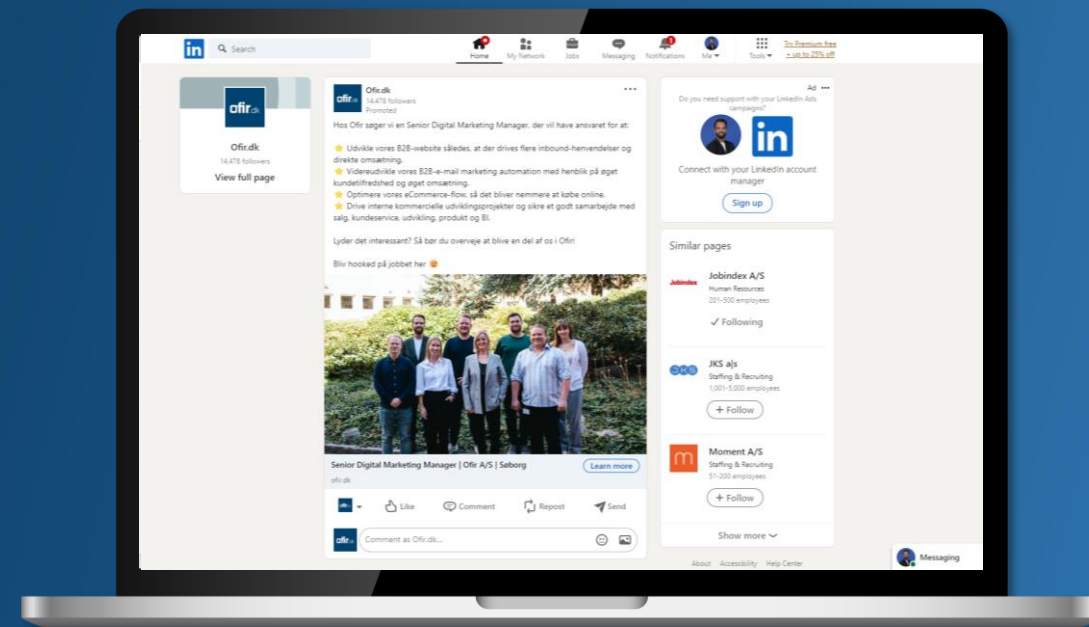 in
Search
Home
My Network
Jobs
Messaging
Notifications
Me
Tools
Try Premium free
- up to 25% off
ofir.dk
Ofir.dk
14,478 followers
View full page
ofir.dk
Ofir.dk
14,478 followers
Promoted
Hos Ofir søger vi en Senior Digital Marketing Manager, der vil have ansvaret for at:
⭐ Udvikle vores B2B-website således, at der drives flere inbound-henvendelser og
direkte omsætning.
⭐ Videreudvikle vores B2B-e-mail marketing automation med henblik på øget
kundetilfredshed og øget omsætning.
⭐ Optimere vores eCommerce-flow, så det bliver nemmere at købe online.
⭐ Drive interne kommercielle udviklingsprojekter og sikre et godt samarbejde med
salg, kundeservice, udvikling, produkt og BI.
Lyder det interessant? Så bør du overveje at blive en del af os i Ofir!
Bliv hooked på jobbet her
Senior Digital Marketing Manager | Ofir A/S | Søborg
Learn more
ofir.dk
Like
Comment
Repost
Send
ofir.dk
Comment as Ofir.dk...
Ad
Do you need support with your LinkedIn Ads
campaigns?
in
Connect with your LinkedIn account
manager
Sign up
Similar pages
Jobindex
Jobindex A/S
Human Resources
201-500 employees
✓ Following
JKS
JKS a|s
Staffing & Recruiting
1,001-5,000 employees
+ Follow
m
Moment A/S
Staffing & Recruiting
51-200 employees
+ Follow
Show more
About Accessibility Help Center
Messaging